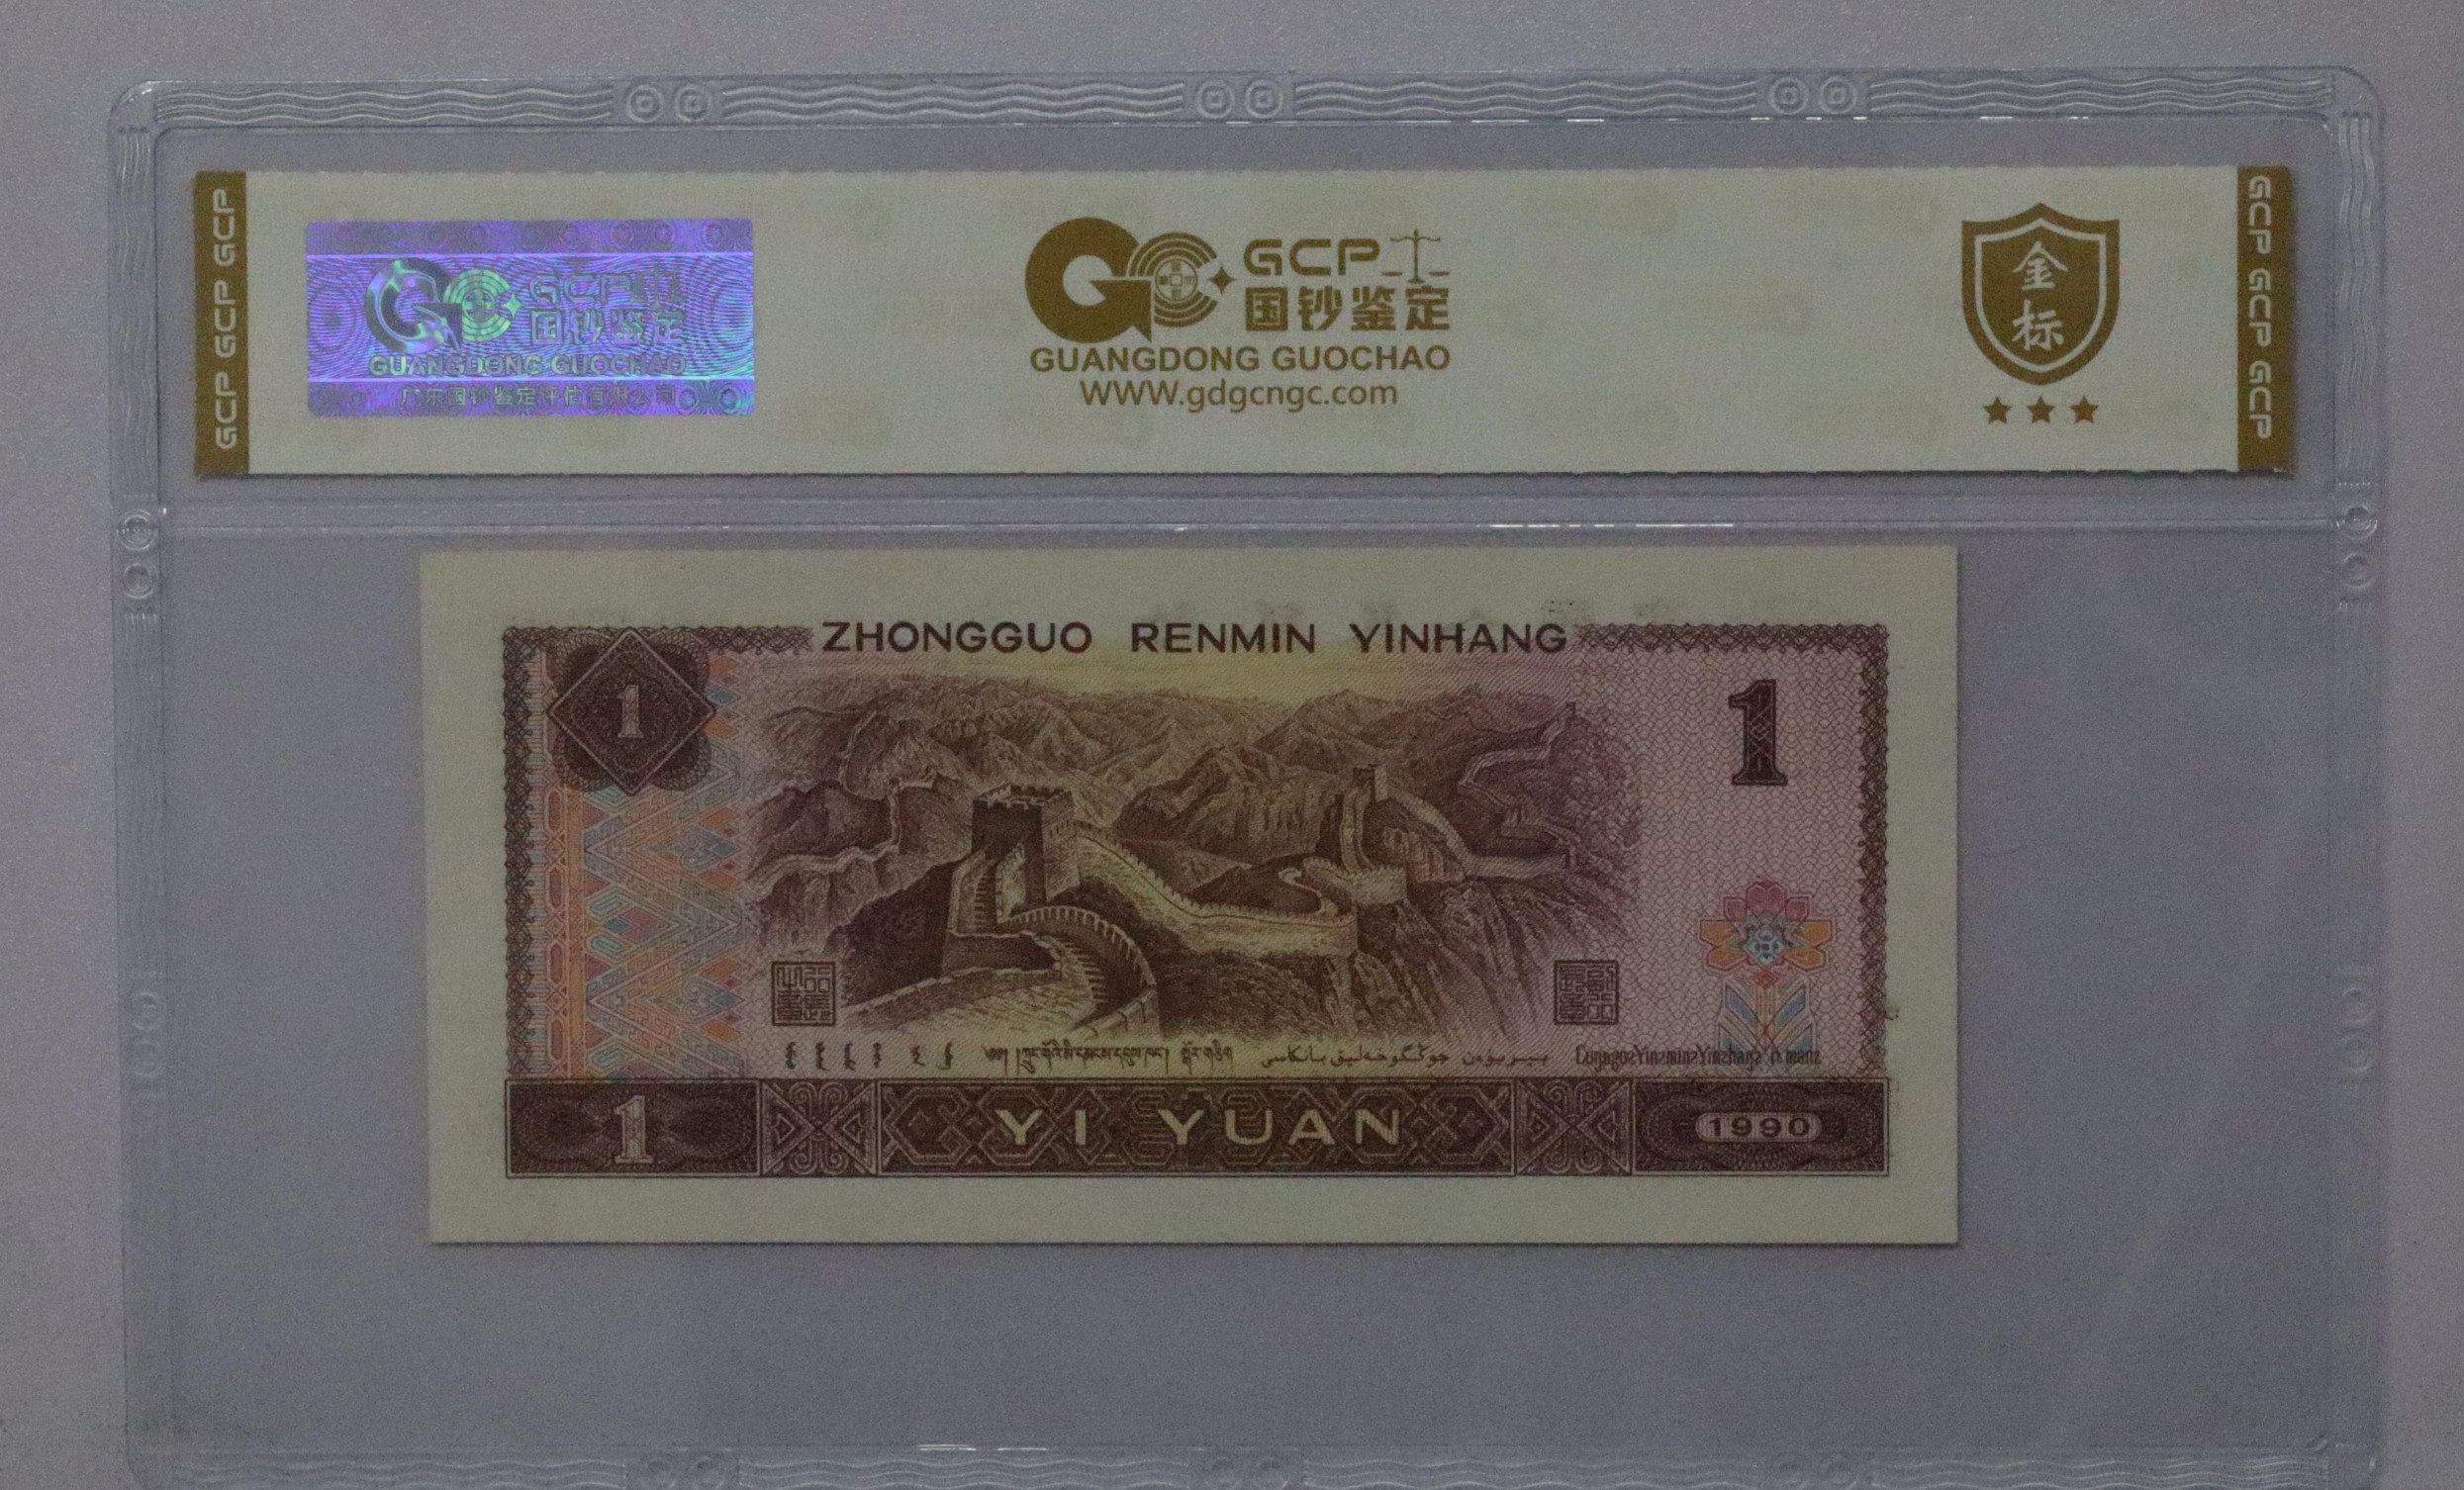 GCP GCP GCP
GCP
国钞鉴定
GUANGDONG GUOCHAO
广东国钞鉴定评估有限公司
GCP
国钞鉴定
GUANGDONG GUOCHAO
WWW.gdgcngc.com
金
标
GCP GCP GCP
ZHONGGUO RENMIN YINHANG
1
1
1
YI YUAN
1990